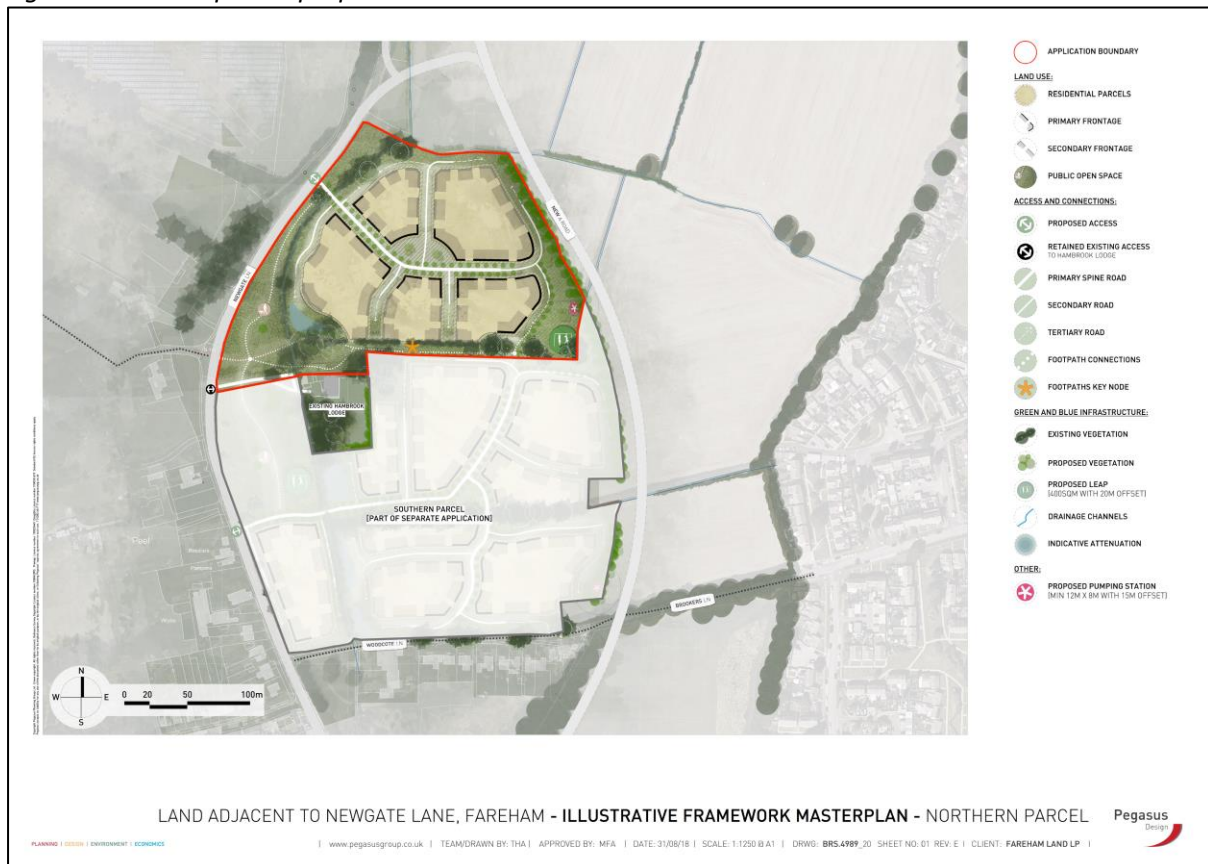 NEWGATE LN
NEW A ROAD
EXISTING HAMBROOK
LODGE
SOUTHERN PARCEL
[PART OF SEPARATE APPLICATION]
Peel
WOODCOTE LN
BROOKERS LN
N
W E
S
0 20 50 100m
APPLICATION BOUNDARY
LAND USE:
RESIDENTIAL PARCELS
PRIMARY FRONTAGE
SECONDARY FRONTAGE
PUBLIC OPEN SPACE
ACCESS AND CONNECTIONS:
PROPOSED ACCESS
RETAINED EXISTING ACCESS
TO HAMBROOK LODGE
PRIMARY SPINE ROAD
SECONDARY ROAD
TERTIARY ROAD
FOOTPATH CONNECTIONS
FOOTPATHS KEY NODE
GREEN AND BLUE INFRASTRUCTURE:
EXISTING VEGETATION
PROPOSED VEGETATION
PROPOSED LEAP
[400SQM WITH 20M OFFSET]
DRAINAGE CHANNELS
INDICATIVE ATTENUATION
OTHER:
PROPOSED PUMPING STATION
[MIN 12M X 8M WITH 15M OFFSET]
LAND ADJACENT TO NEWGATE LANE, FAREHAM - ILLUSTRATIVE FRAMEWORK MASTERPLAN - NORTHERN PARCEL
Pegasus
Design
PLANNING | DESIGN | ENVIRONMENT | ECONOMICS
| www.pegasusgroup.co.uk | TEAM/DRAWN BY: THA | APPROVED BY: MFA | DATE: 31/08/18 | SCALE: 1:1250 @ A1 | DRWG: BRS.4989_20 SHEET NO: 01 REV: E | CLIENT: FAREHAM LAND LP |